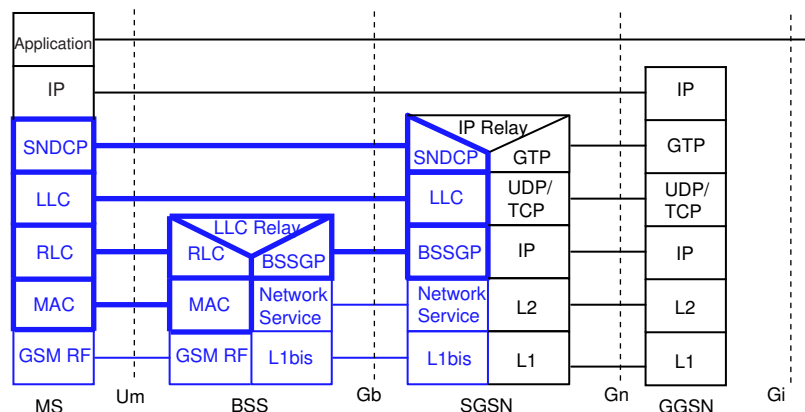 Application
IP
IP
IP Relay
SNDCP
SNDCP
GTP
GTP
LLC
LLC
UDP/
TCP
UDP/
TCP
LLC Relay
RLC
RLC
BSSGP
BSSGP
IP
IP
MAC
MAC
Network
Service
Network
Service
L2
L2
GSM RF
GSM RF
L1bis
L1bis
L1
L1
MS
Um
BSS
Gb
SGSN
Gn
GGSN
Gi